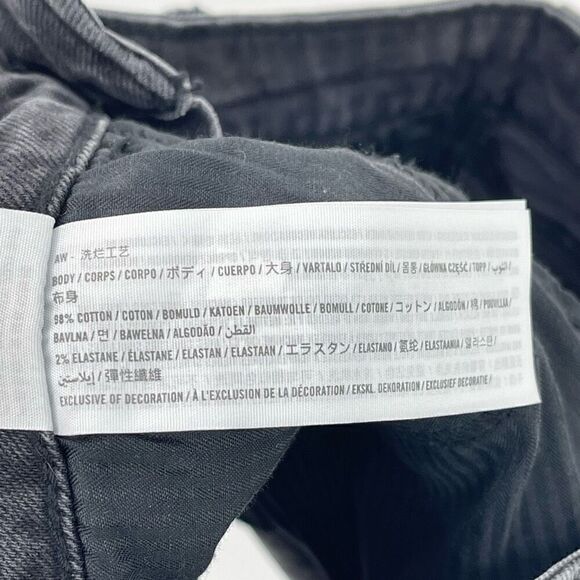 AW - 洗烂工艺
BODY / CORPS / CORPO / ボディ / CUERPO / 大身 / VARTALO / STŘEDNÍ DÍL / 몸통 / GŁÓWNA CZĘŚĆ / TOPP / الثوب /
布身
98% COTTON / COTON / BOMULD / KATOEN / BAUMWOLLE / BOMULL / COTONE / コットン / ALGODÓN / 棉 / PUUVILLA /
BAVLNA / 면 / BAWEŁNA / ALGODÃO / القطن /
2% ELASTANE / ÉLASTANE / ELASTAN / ELASTAAN / エラスタン / ELASTANO / 氨纶 / ELASTAANIA / 엘라스탄 /
إيلاستين / 彈性纖維
EXCLUSIVE OF DECORATION / À L'EXCLUSION DE LA DÉCORATION / EKSKL. DEKORATION / EXCLUSIEF DECORATIE /